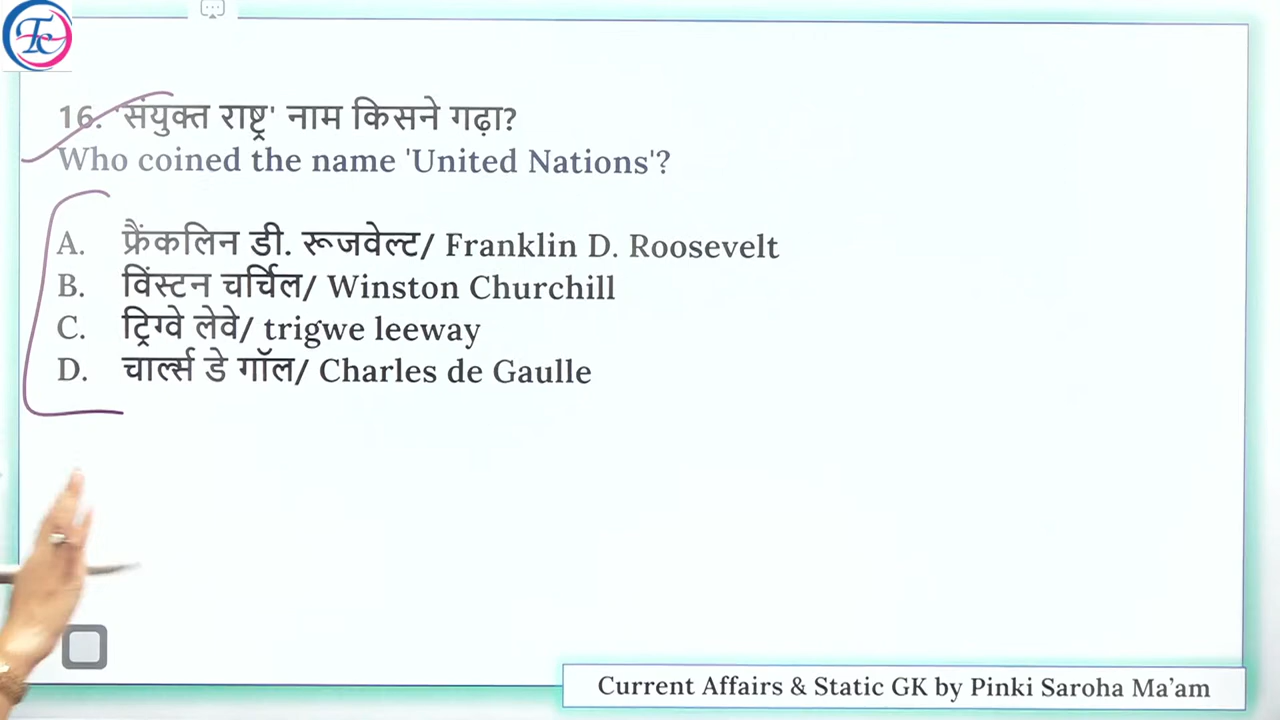 Tc
16. 'संयुक्त राष्ट्र' नाम किसने गढ़ा?
Who coined the name 'United Nations'?
A. फ्रैंकलिन डी. रूजवेल्ट/ Franklin D. Roosevelt
B. विंस्टन चर्चिल/ Winston Churchill
C. ट्रिग्वे लेवे/ trigwe leeway
D. चार्ल्स डे गॉल/ Charles de Gaulle
Current Affairs & Static GK by Pinki Saroha Ma’am